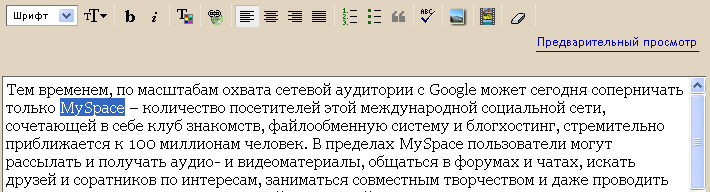 Шрифт
Предварительный просмотр
Тем временем, по масштабам охвата сетевой аудитории с Google может сегодня соперничать
только MySpace – количество посетителей этой международной социальной сети,
сочетающей в себе клуб знакомств, файлообменную систему и блогхостинг, стремительно
приближается к 100 миллионам человек. В пределах MySpace пользователи могут
рассылать и получать аудио- и видеоматериалы, общаться в форумах и чатах, искать
друзей и соратников по интересам, заниматься совместным творчеством и даже проводить